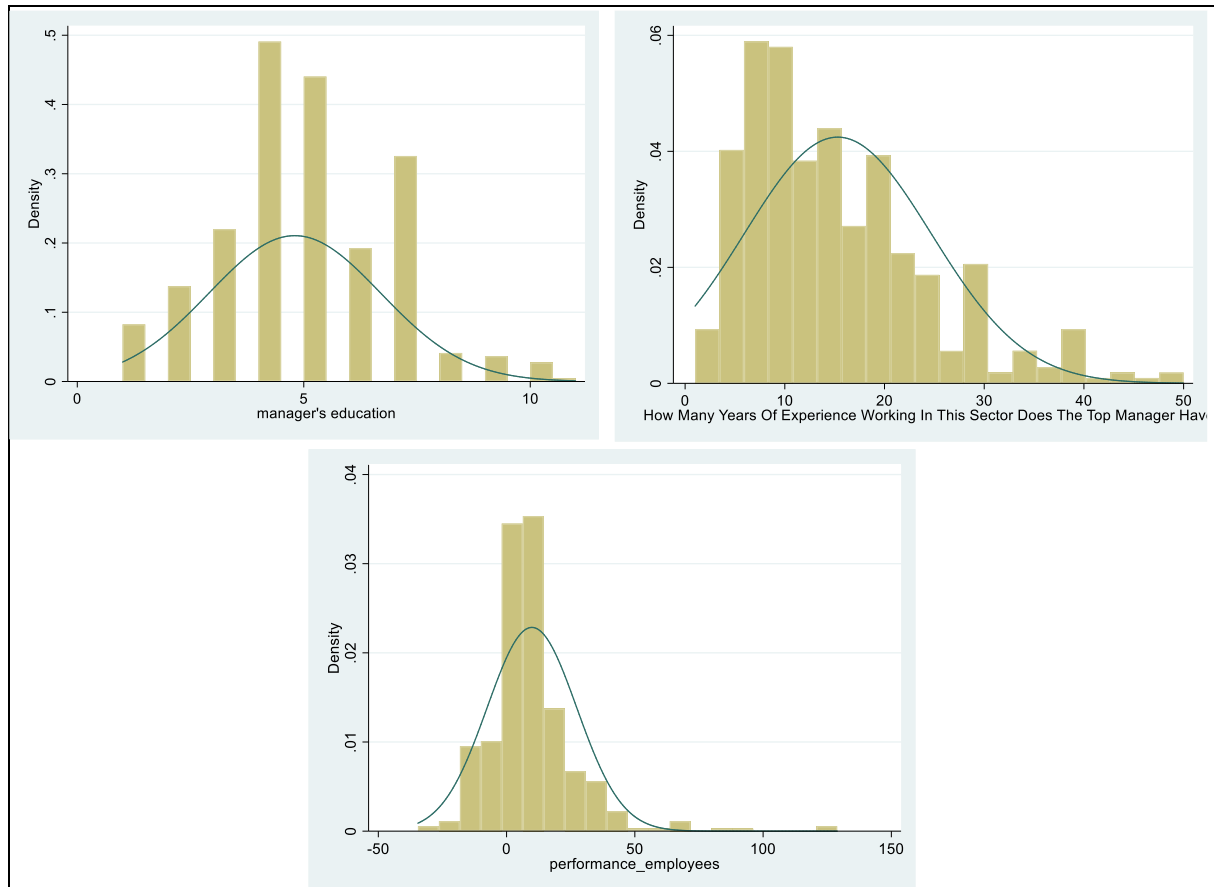 .5
.4
.3
.2
.1
0
Density
0 5 10
manager's education
.06
.04
.02
0
Density
0 10 20 30 40 50
How Many Years Of Experience Working In This Sector Does The Top Manager Hav
.04
.03
.02
.01
0
Density
-50 0 50 100 150
performance_employees